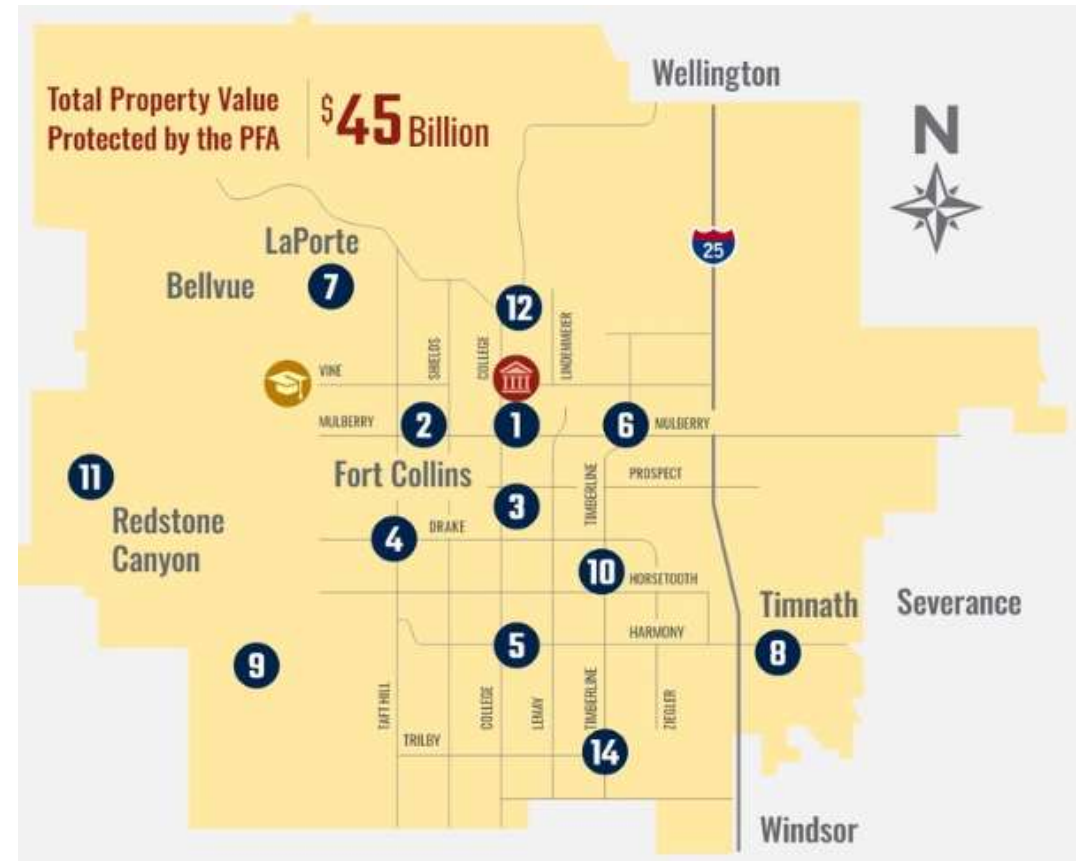 Total Property Value
Protected by the PFA
$45 Billion
Wellington
N
25
LaPorte
Bellvue
7
12
SHIELDS
COLLEGE
LINDENMEIER
VINE
MULBERRY
2
1
6
MULBERRY
11
Fort Collins
PROSPECT
TIMBERLINE
3
Redstone
Canyon
4
DRAKE
10
HORSETOOTH
Timnath
Severance
5
HARMONY
8
9
TAFT HILL
COLLEGE
LEMAY
TIMBERLINE
ZIEGLER
TRILBY
14
Windsor